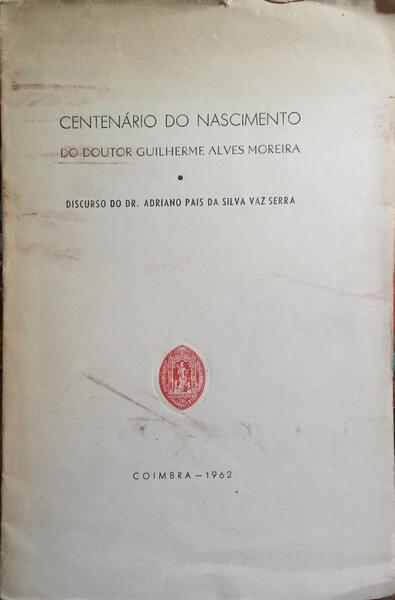 CENTENÁRIO DO NASCIMENTO
DO DOUTOR GUILHERME ALVES MOREIRA
•
DISCURSO DO DR. ADRIANO PAIS DA SILVA VAZ SERRA
COIMBRA — 1962